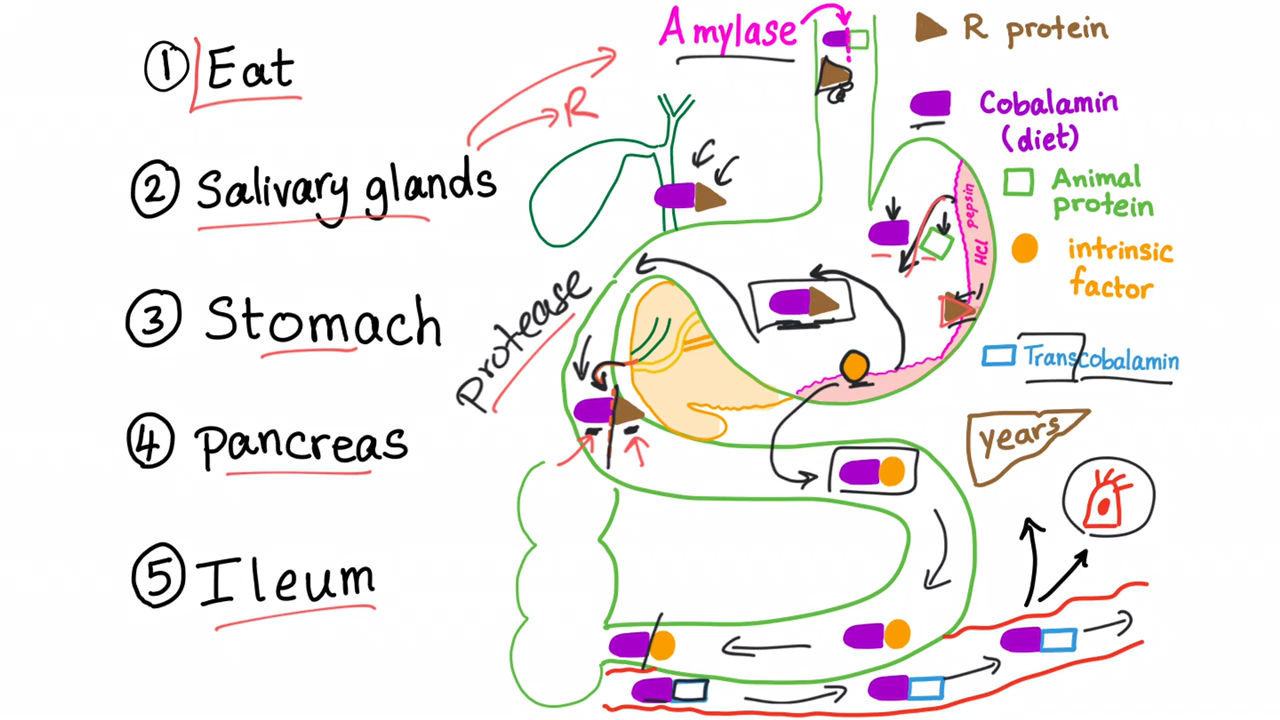 ① Eat
② Salivary glands
③ Stomach
④ Pancreas
⑤ Ileum
R
Amylase
protease
HCl pepsin
R protein
Cobalamin
(diet)
Animal
protein
intrinsic
factor
Transcobalamin
years